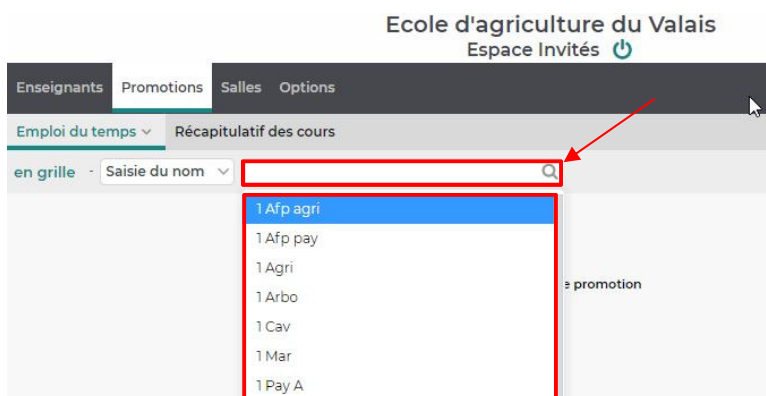 Ecole d'agriculture du Valais
Espace Invités
Enseignants Promotions Salles Options
Emploi du temps Récapitulatif des cours
en grille - Saisie du nom
1 Afp agri
1 Afp pay
1 Agri
e promotion
1 Arbo
1 Cav
1 Mar
1 Pay A